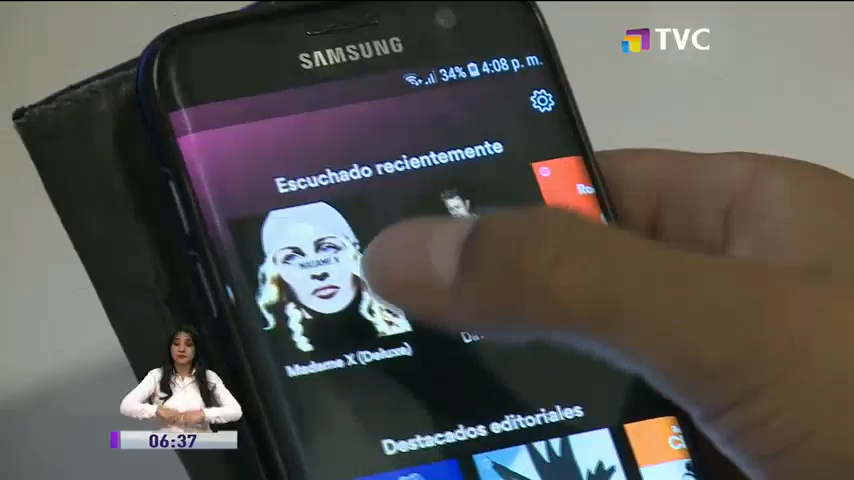 TVC
SAMSUNG
34% 4:08 p. m.
Escuchado recientemente
MADAME X
Madame X (Deluxe)
Destacados editoriales
06:37